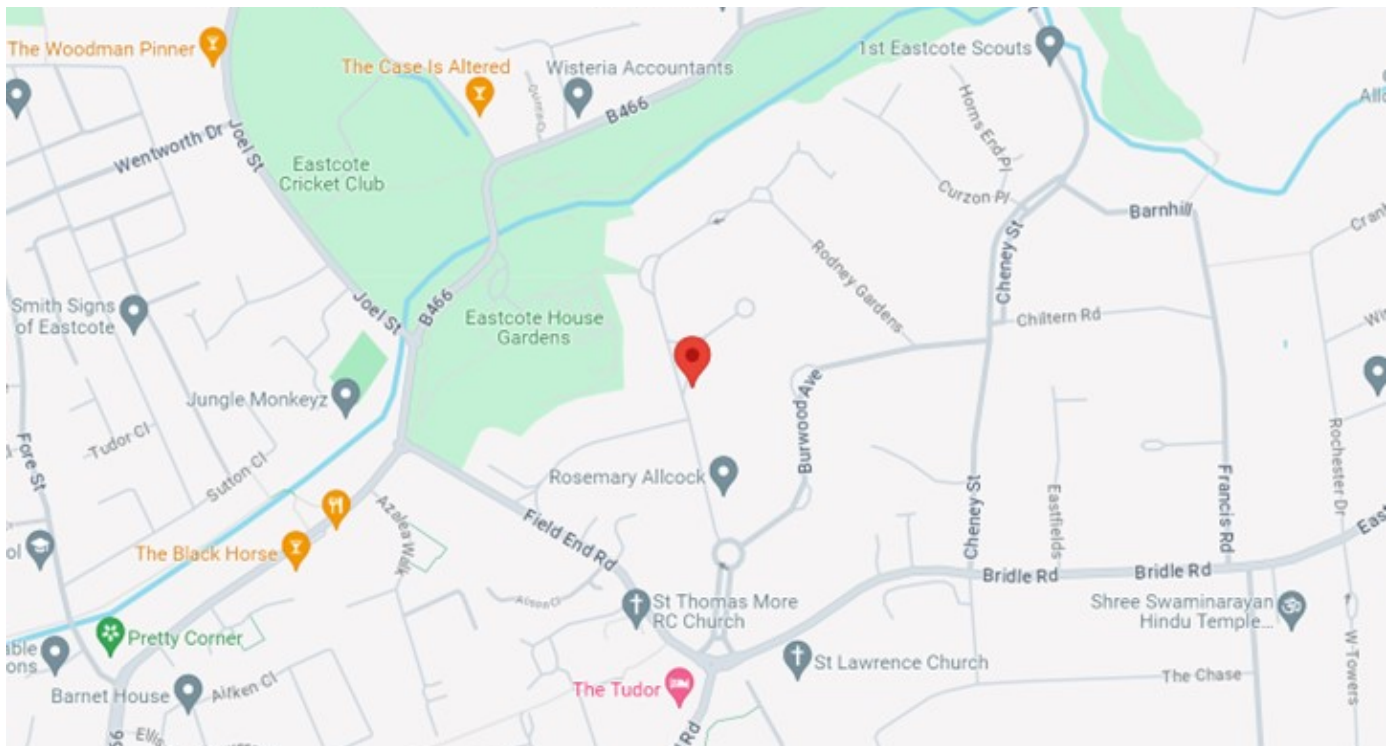 The Woodman Pinner
The Case Is Altered
Wisteria Accountants
1st Eastcote Scouts
B466
Wentworth Dr
Joel St
Eastcote
Cricket Club
Horns End Pl
Curzon Pl
Barnhill
Cheney St
Rodney Gardens
Smith Signs
of Eastcote
Joel St
B466
Eastcote House
Gardens
Chiltern Rd
Jungle Monkeyz
Burwood Ave
Tudor Cl
Fore St
Sutton Cl
Rosemary Allcock
Rochester Dr
Francis Rd
Cheney St
Eastfields
Azalea Walk
Field End Rd
The Black Horse
Bridle Rd
Bridle Rd
St Thomas More
RC Church
Shree Swaminarayan
Hindu Temple...
Pretty Corner
St Lawrence Church
W Towers
The Chase
The Tudor
Barnet House
Aitken Cl
Rd